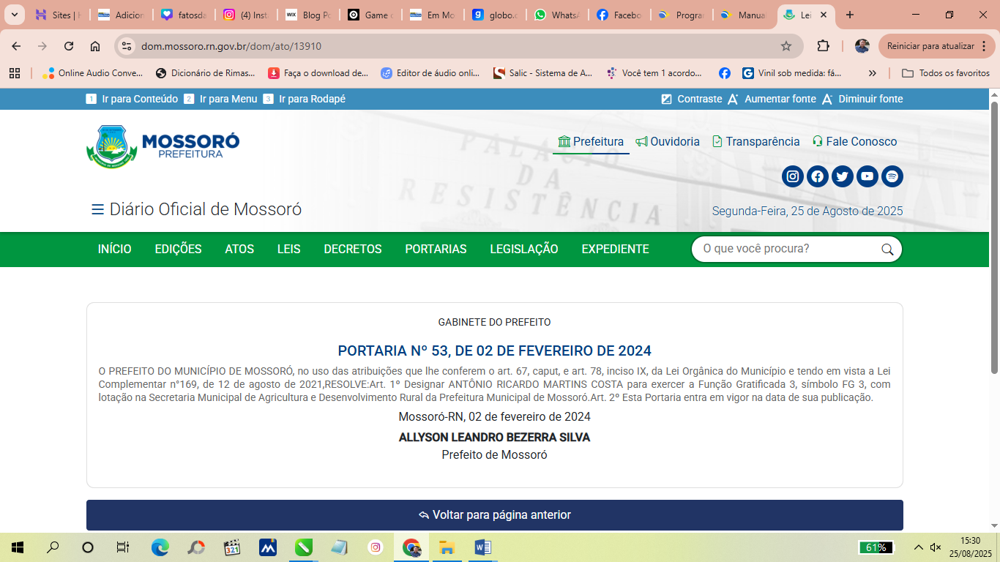 Sites | H
Adicion
fatosda
(4) Inst
WIX Blog Po
Game d
Em Mo
globo.c
WhatsA
Facebo
Progra
Manua
Lei
dom.mossoro.rn.gov.br/dom/ato/13910
Reiniciar para atualizar
Online Audio Conve...
Dicionário de Rimas...
Faça o download de...
Editor de áudio onli...
Salic - Sistema de A...
Você tem 1 acordo...
Vinil sob medida: fá...
Todos os favoritos
1 Ir para Conteúdo 2 Ir para Menu 3 Ir para Rodapé
Contraste Aumentar fonte Diminuir fonte
MOSSORÓ
PREFEITURA
PALÁCIO
DA
RESISTÊNCIA
Prefeitura Ouvidoria Transparência Fale Conosco
Diário Oficial de Mossoró
Segunda-Feira, 25 de Agosto de 2025
INÍCIO EDIÇÕES ATOS LEIS DECRETOS PORTARIAS LEGISLAÇÃO EXPEDIENTE
O que você procura?
GABINETE DO PREFEITO
PORTARIA Nº 53, DE 02 DE FEVEREIRO DE 2024
O PREFEITO DO MUNICÍPIO DE MOSSORÓ, no uso das atribuições que lhe conferem o art. 67, caput, e art. 78, inciso IX, da Lei Orgânica do Município e tendo em vista a Lei
Complementar n°169, de 12 de agosto de 2021,RESOLVE:Art. 1º Designar ANTÔNIO RICARDO MARTINS COSTA para exercer a Função Gratificada 3, símbolo FG 3, com
lotação na Secretaria Municipal de Agricultura e Desenvolvimento Rural da Prefeitura Municipal de Mossoró.Art. 2º Esta Portaria entra em vigor na data de sua publicação.
Mossoró-RN, 02 de fevereiro de 2024
ALLYSON LEANDRO BEZERRA SILVA
Prefeito de Mossoró
Voltar para página anterior
321
61%
15:30
25/08/2025